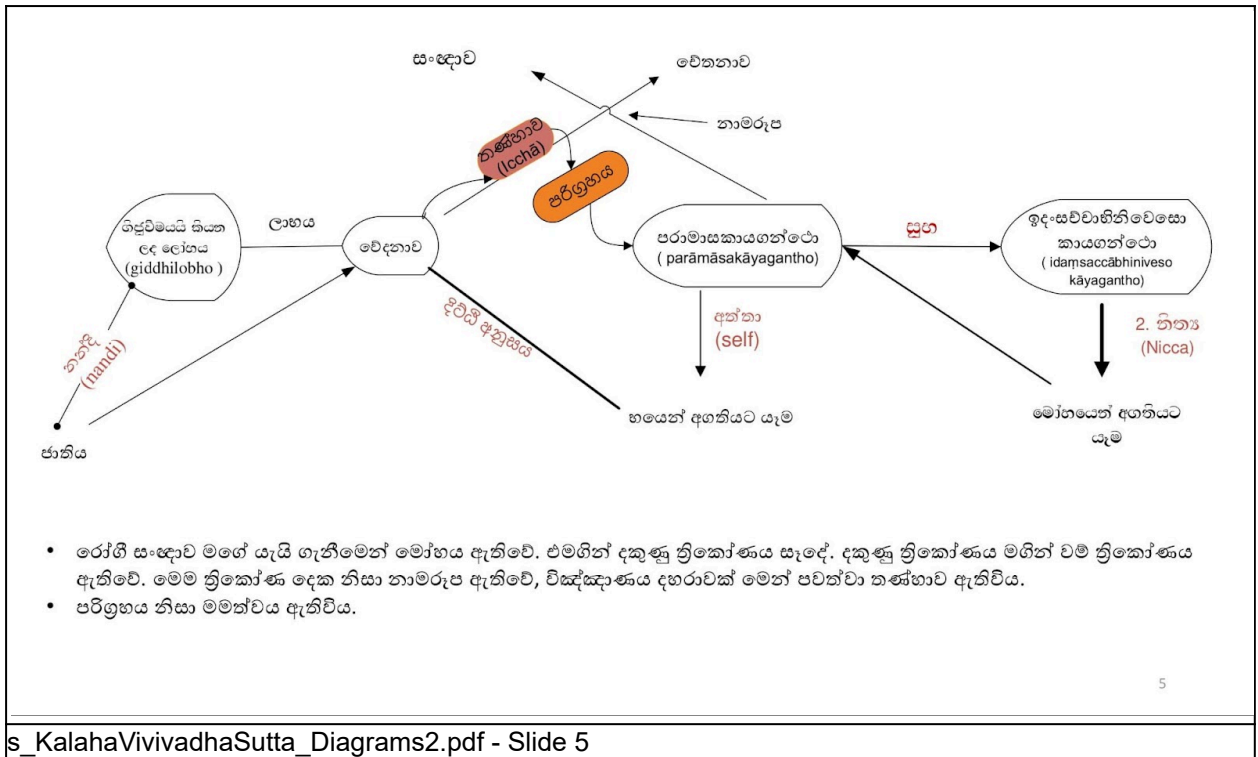 සංඥාව
චේතනාව
තණ්හාව
(Icchā)
නාමරූප
පරිග්‍රහය
ගිජුවීමයයි කියන
ලද ලෝභය
(giddhilobho )
ලාභය
වේදනාව
පරාමාසකායගන්ථො
( parāmāsakāyagantho)
සුභ
ඉදංසච්චාභිනිවෙසො
කායගන්ථො
( idaṃsaccābhiniveso
kāyagantho)
නන්දි
(nandi)
දිට්ඨි අනුසය
අත්තා
(self)
2. නිත්‍ය
(Nicca)
ජාතිය
භයෙන් අගතියට යෑම
මෝහයෙන් අගතියට
යෑම
• රෝගී සංඥාව මගේ යැයි ගැනීමෙන් මෝහය ඇතිවේ. එමගින් දකුණු ත්‍රිකෝණය සෑදේ. දකුණු ත්‍රිකෝණය මගින් වම් ත්‍රිකෝණය
ඇතිවේ. මෙම ත්‍රිකෝණ දෙක නිසා නාමරූප ඇතිවේ, විඤ්ඤාණය දහරාවක් මෙන් පවත්වා තණ්හාව ඇතිවිය.
• පරිග්‍රහය නිසා මමත්වය ඇතිවිය.
5
s_KalahaVivivadhaSutta_Diagrams2.pdf - Slide 5